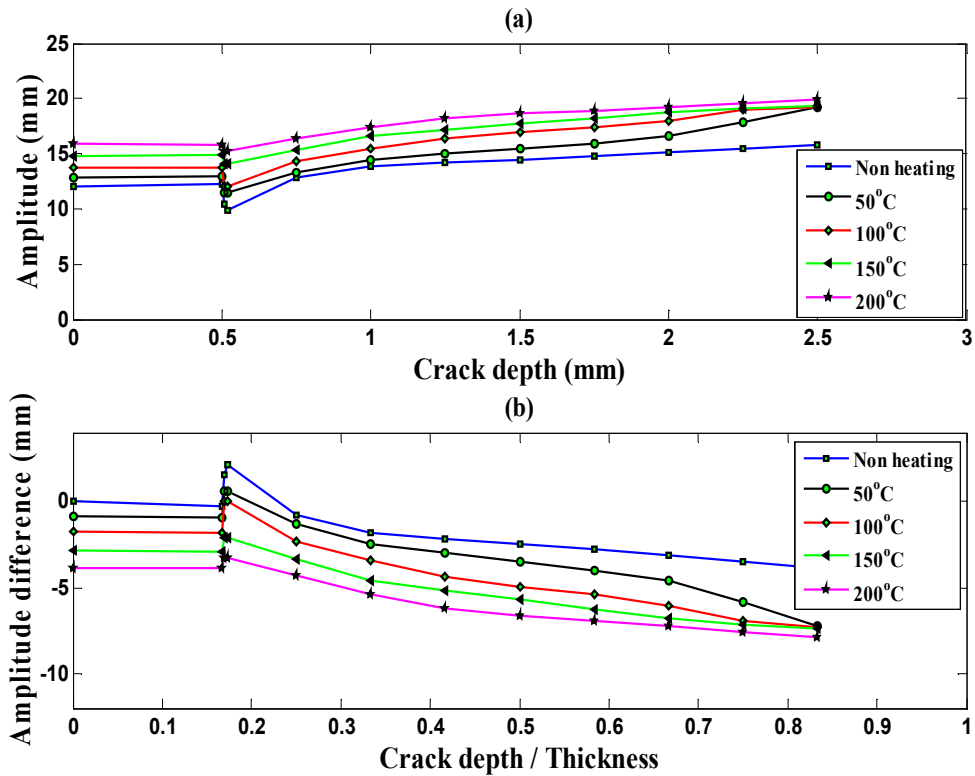 (a)
Amplitude (mm)
25
20
15
10
5
0
0 0.5 1.0 1.5 2 2.5 3
Crack depth (mm)
Non heating
50°C
100°C
150°C
200°C
(b)
Amplitude difference (mm)
0
-5
-10
0 0.1 0.2 0.3 0.4 0.5 0.6 0.7 0.8 0.9 1
Crack depth / Thickness
Non heating
50°C
100°C
150°C
200°C